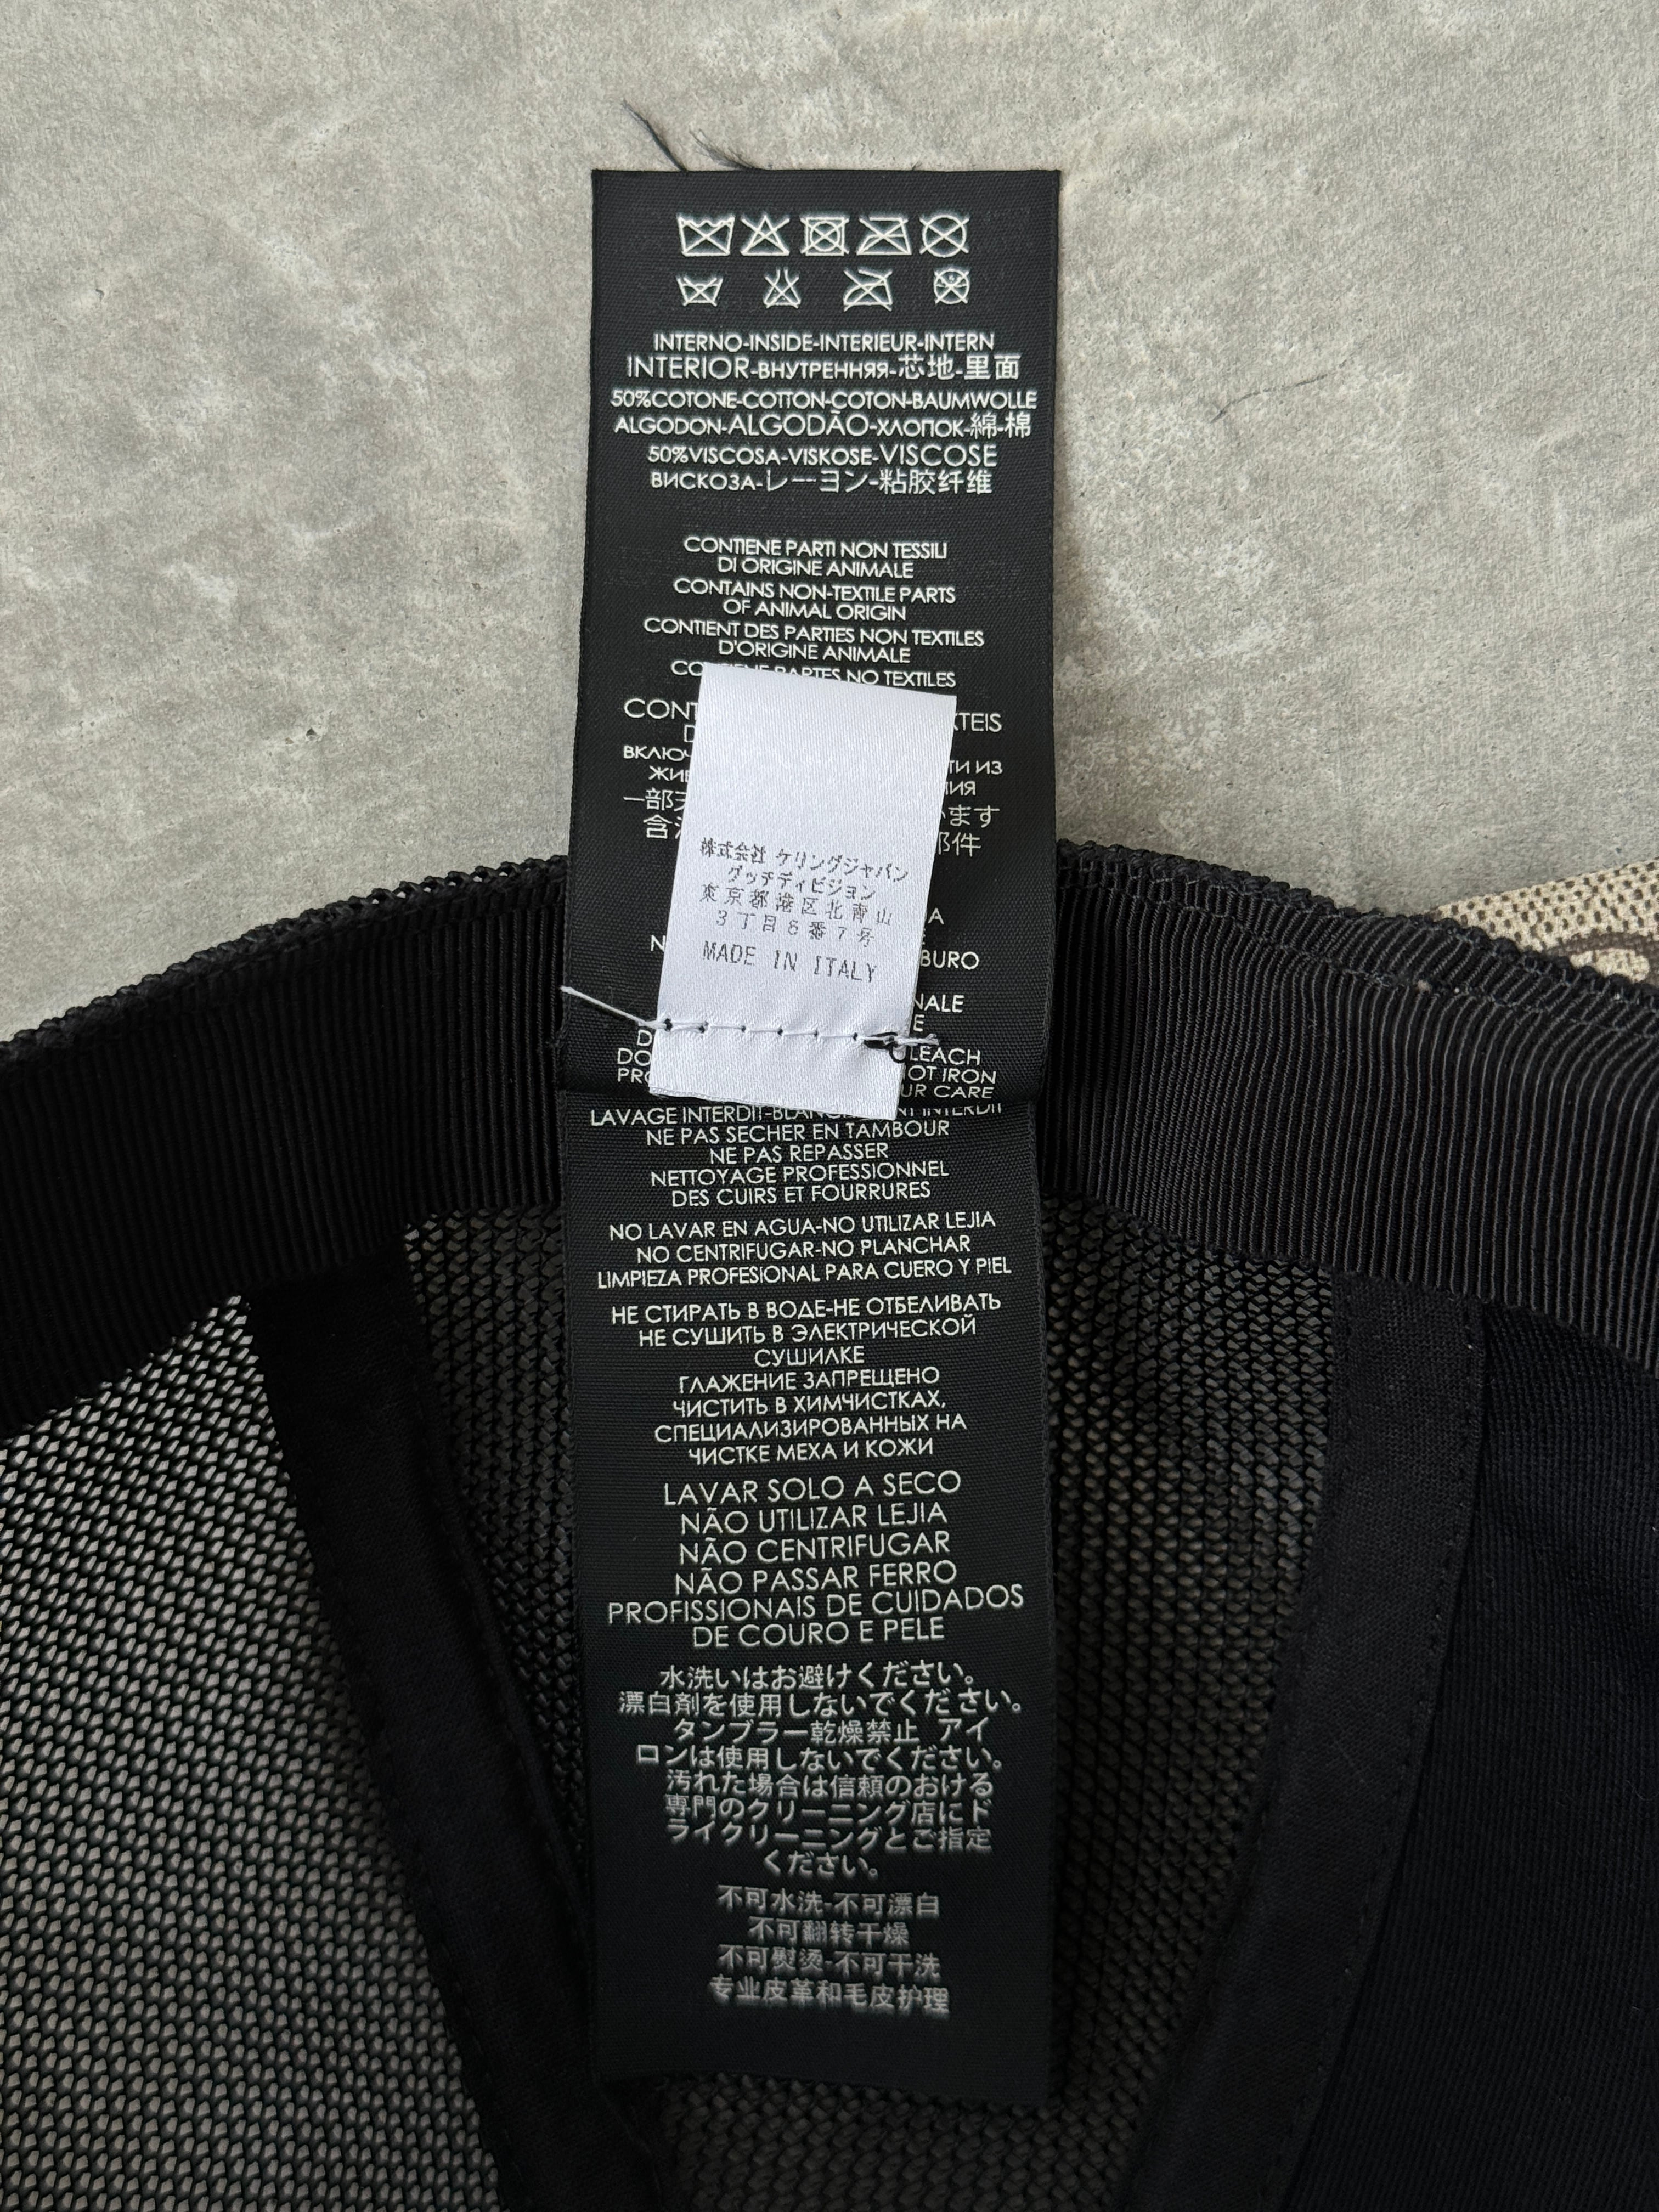 INTERNO-INSIDE-INTERIEUR-INTERN
INTERIOR-ВНУТРЕННЯЯ-芯地-里面
50%COTONE-COTTON-COTON-BAUMWOLLE
ALGODON-ALGODÃO-ХЛОПОК-綿-棉
50%VISCOSA-VISKOSE-VISCOSE
ВИСКОЗА-レーヨン-粘胶纤维
CONTIENE PARTI NON TESSILI
DI ORIGINE ANIMALE
CONTAINS NON-TEXTILE PARTS
OF ANIMAL ORIGIN
CONTIENT DES PARTIES NON TEXTILES
D'ORIGINE ANIMALE
PARTES NO TEXTILES
一部
含
ます
部件
株式会社 ケリングジャパン
グッチディビジョン
東京都港区北青山
3丁目6番7号
MADE IN ITALY
IRON
CARE
LAVAGE INTERDIT-
NE PAS SECHER EN TAMBOUR
NE PAS REPASSER
NETTOYAGE PROFESSIONNEL
DES CUIRS ET FOURRURES
NO LAVAR EN AGUA-NO UTILIZAR LEJIA
NO CENTRIFUGAR-NO PLANCHAR
LIMPIEZA PROFESIONAL PARA CUERO Y PIEL
НЕ СТИРАТЬ В ВОДЕ-НЕ ОТБЕЛИВАТЬ
НЕ СУШИТЬ В ЭЛЕКТРИЧЕСКОЙ
СУШИЛКЕ
ГЛАЖЕНИЕ ЗАПРЕЩЕНО
ЧИСТИТЬ В ХИМЧИСТКАХ,
СПЕЦИАЛИЗИРОВАННЫХ НА
ЧИСТКЕ МЕХА И КОЖИ
LAVAR SOLO A SECO
NÃO UTILIZAR LEJIA
NÃO CENTRIFUGAR
NÃO PASSAR FERRO
PROFISSIONAIS DE CUIDADOS
DE COURO E PELE
水洗いはお避けください。
漂白剤を使用しないでください。
タンブラー乾燥禁止 アイ
ロンは使用しないでください。
汚れた場合は信頼のおける
専門のクリーニング店にド
ライクリーニングとご指定
ください。
不可水洗-不可漂白
不可翻转干燥
不可熨烫-不可干洗
专业皮革和毛皮护理